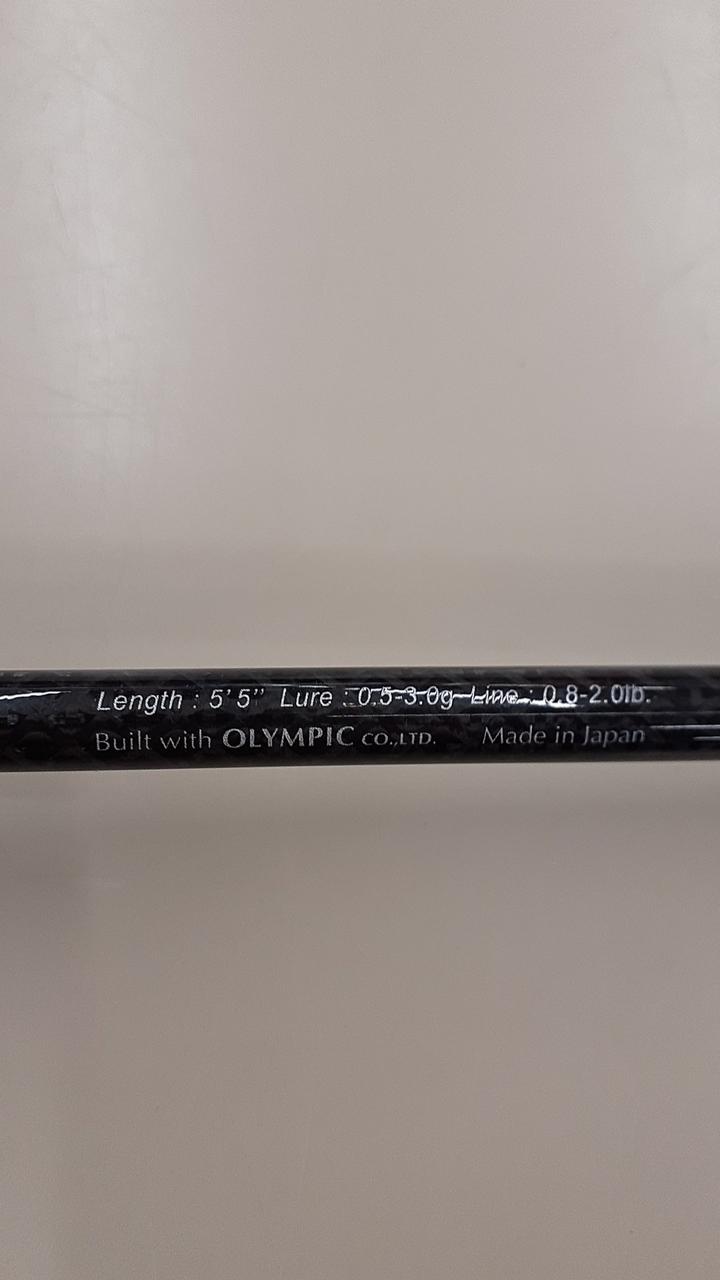 Length : 5'5" Lure : 0.5-3.0g Line : 0.8-2.0lb.
Built with OLYMPIC CO.,LTD. Made in Japan